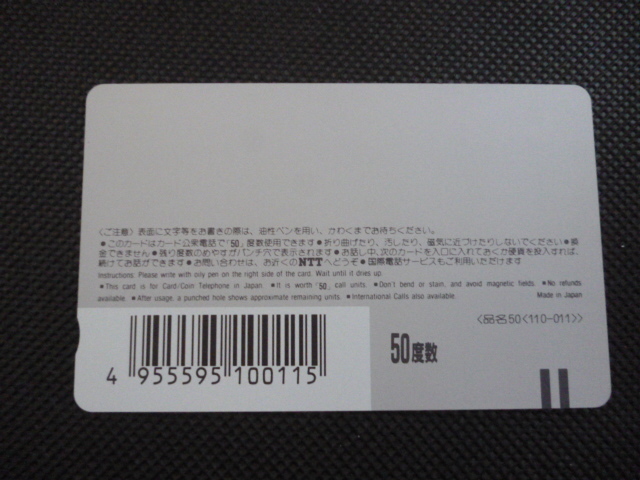 〈ご注意〉表面に文字等をお書きの際は、油性ペンを用い、かわくまでお待ちください。
●このカードはカード公衆電話で「50」度数使用できます●折り曲げたり、汚したり、磁気に近づけたりしないでください●換
金できません●残り度数のめやすがパンチ穴で表示されます●お話し中、次のカードを入口に入れておくか硬貨を投入すれば、
続けてお話ができます●お問い合わせは、お近くのNTTへどうぞ●国際電話サービスもご利用いただけます
Instructions: Please write with oily pen on the right side of the card. Wait until it dries up.
●This card is for Card/Coin Telephone in Japan ●It is worth「50」call units. ●Don't bend or stain, and avoid magnetic fields. ●No refunds
available. ●After usage, a punched hole shows approximate remaining units. ●International Calls also available. Made in Japan
〈品名50〈110-011〉〉
50度数
4 955595 100115